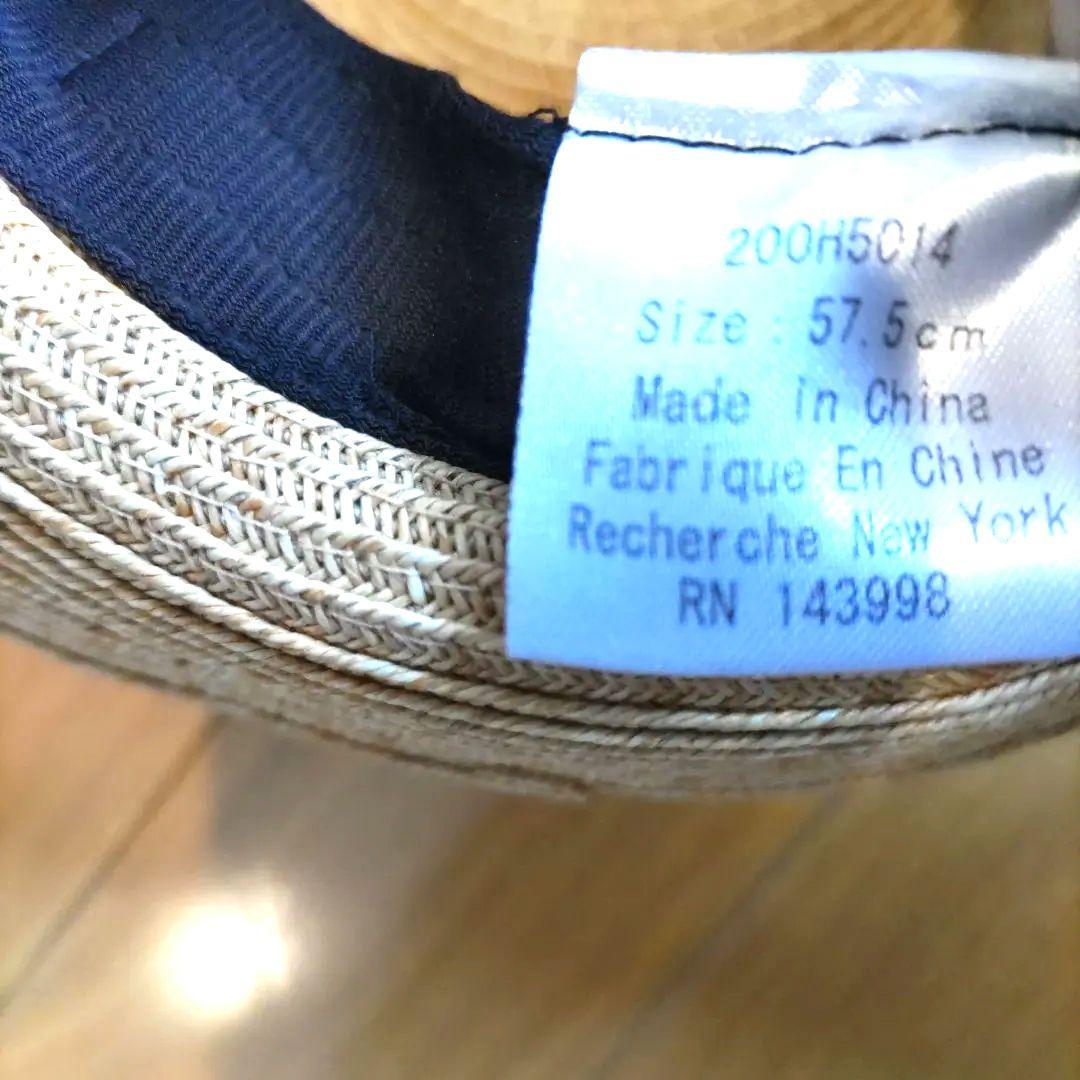 200H5014
Size : 57.5cm
Made in China
Fabrique En Chine
Recherche New York
RN 143998